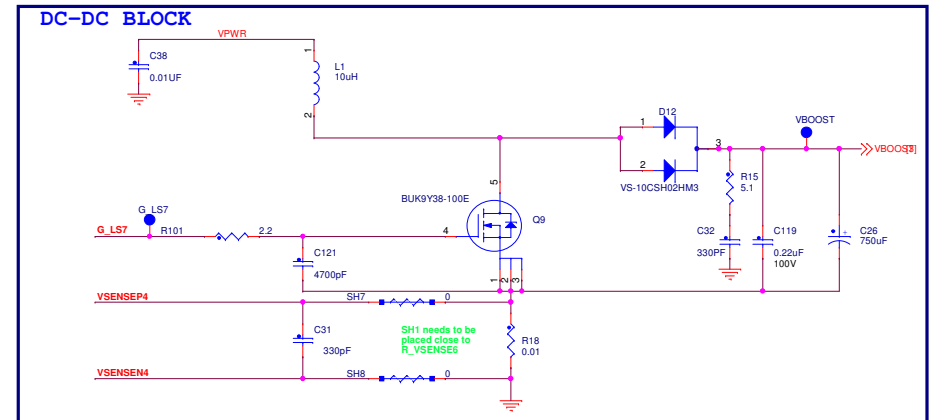 DC-DC BLOCK
VPWR
C38
0.01UF
1
L1
10uH
2
D12
1
2
3
VS-10CSH02HM3
VBOOST
VBOOST[3]
R15
5.1
5
BUK9Y38-100E
Q9
4
1
2
3
G_LS7
G_LS7
R101
2.2
C121
4700pF
C32
330PF
C119
0.22uF
100V
+
C26
750uF
VSENSEP4
SH7
0
C31
330pF
SH1 needs to be
placed close to
R_VSENSE6
R18
0.01
VSENSEN4
SH8
0